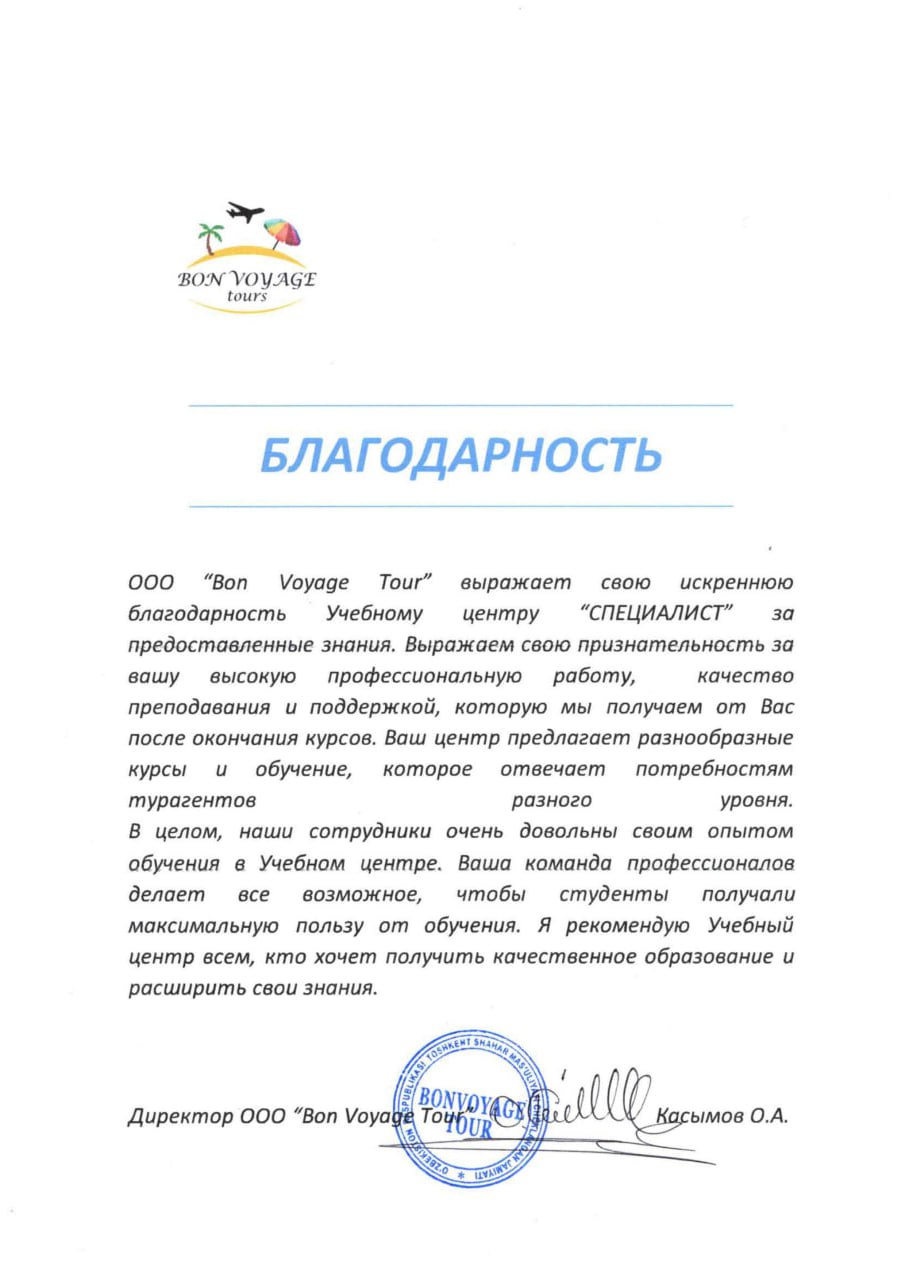 BON VOYAGE
tours
БЛАГОДАРНОСТЬ
ООО “Bon Voyage Tour” выражает свою искреннюю
благодарность Учебному центру “СПЕЦИАЛИСТ” за
предоставленные знания. Выражаем свою признательность за
вашу высокую профессиональную работу, качество
преподавания и поддержкой, которую мы получаем от Вас
после окончания курсов. Ваш центр предлагает разнообразные
курсы и обучение, которое отвечает потребностям
турагентов разного уровня.
В целом, наши сотрудники очень довольны своим опытом
обучения в Учебном центре. Ваша команда профессионалов
делает все возможное, чтобы студенты получали
максимальную пользу от обучения. Я рекомендую Учебный
центр всем, кто хочет получить качественное образование и
расширить свои знания.
Директор ООО “Bon Voyage Tour” Касымов О.А.
O'ZBEKISTON RESPUBLIKASI TOSHKENT SHAHAR MAS'ULIYATI CHEKLANGAN JAMIYATI *
BONVOYAGE
TOUR